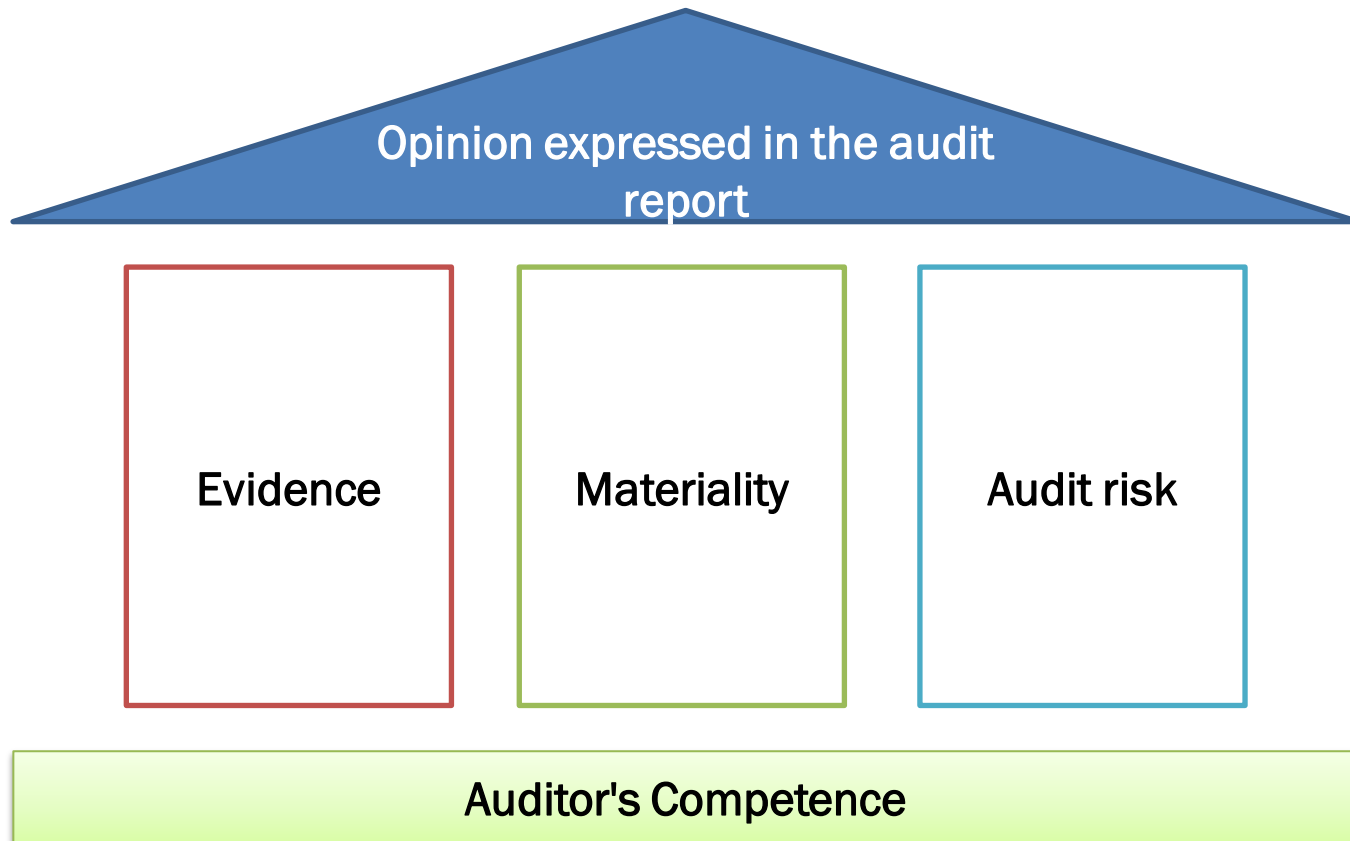 Opinion expressed in the audit
report
Evidence
Materiality
Audit risk
Auditor's Competence